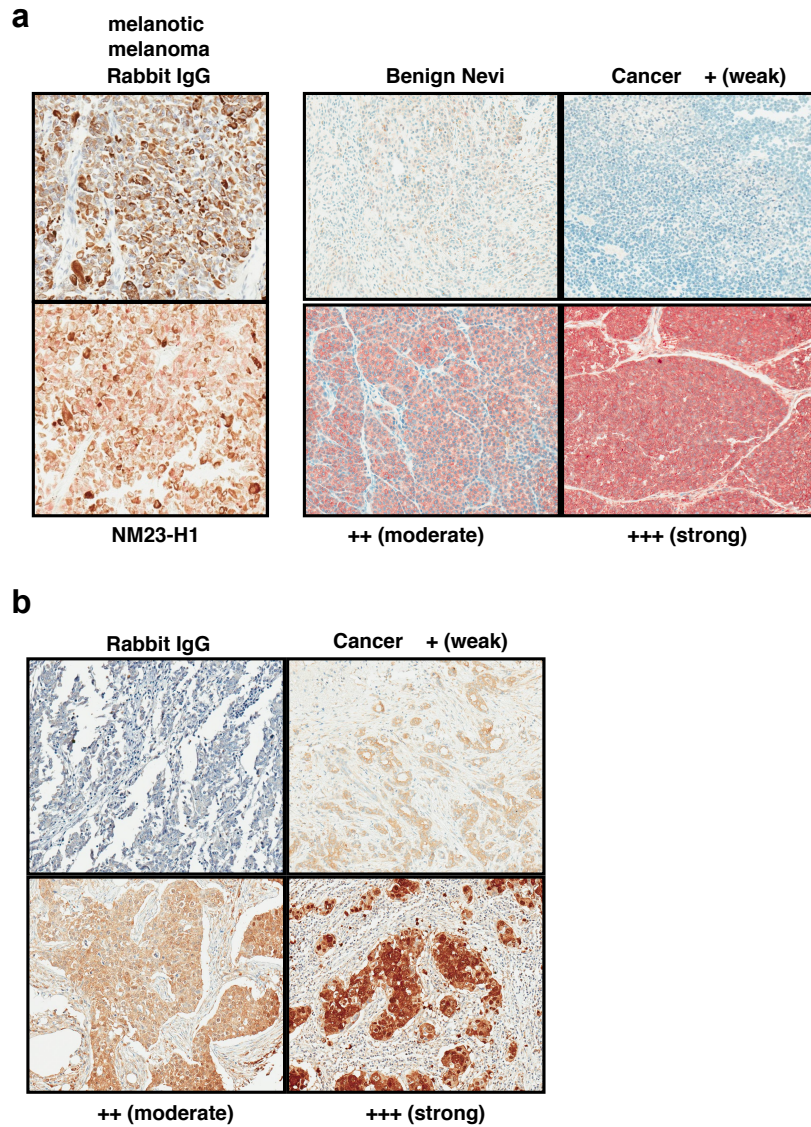 a
melanotic
melanoma
Rabbit IgG
Benign Nevi
Cancer + (weak)
NM23-H1
++ (moderate)
+++ (strong)
b
Rabbit IgG
Cancer + (weak)
++ (moderate)
+++ (strong)